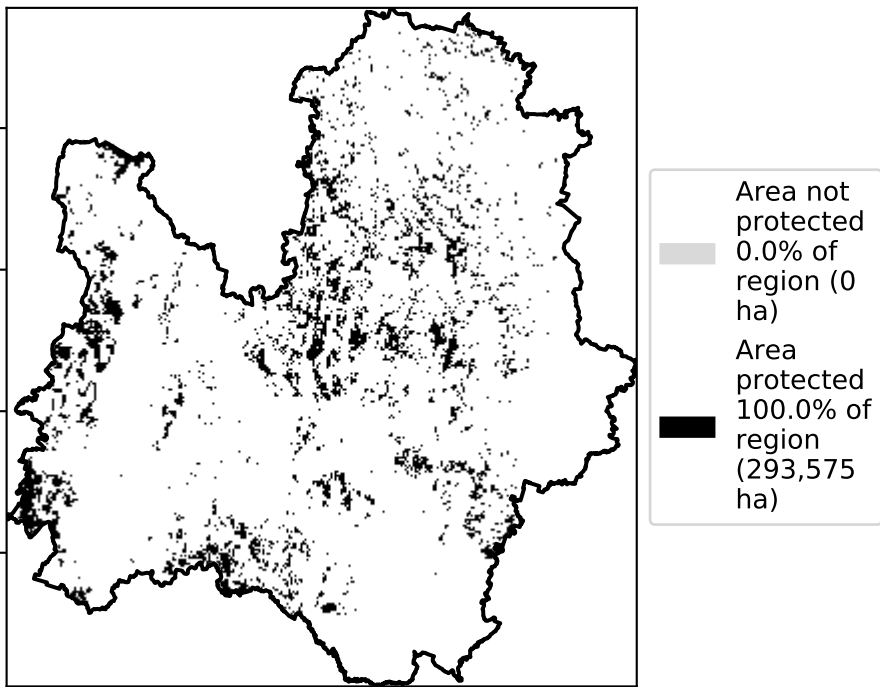 Area not
protected
0.0% of
region (0
ha)
Area
protected
100.0% of
region
(293,575
ha)